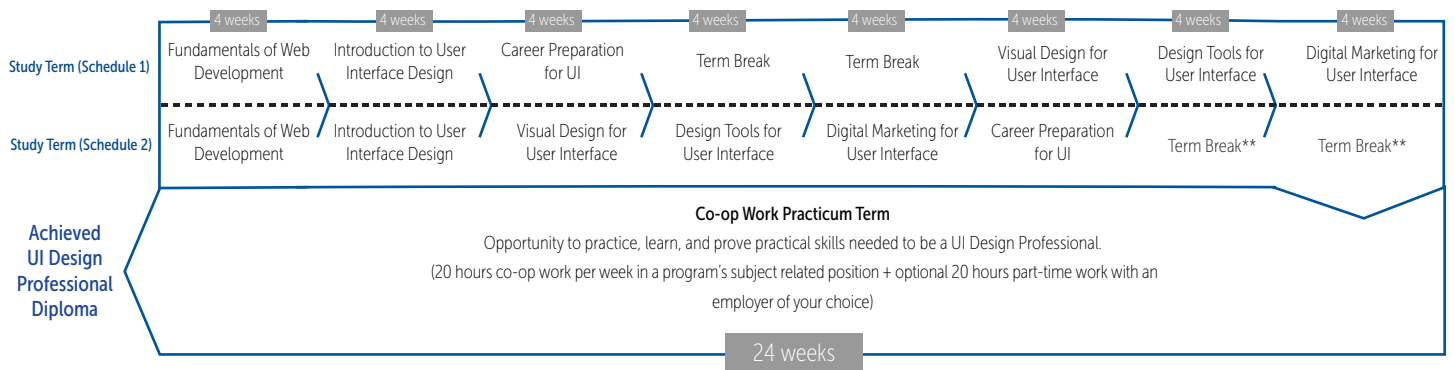 4 weeks
4 weeks
4 weeks
4 weeks
4 weeks
4 weeks
4 weeks
4 weeks
Study Term (Schedule 1)
Fundamentals of Web
Development
Introduction to User
Interface Design
Career Preparation
for UI
Term Break
Term Break
Visual Design for
User Interface
Design Tools for
User Interface
Digital Marketing for
User Interface
Study Term (Schedule 2)
Fundamentals of Web
Development
Introduction to User
Interface Design
Visual Design for
User Interface
Design Tools for
User Interface
Digital Marketing for
User Interface
Career Preparation
for UI
Term Break**
Term Break**
Achieved
UI Design
Professional
Diploma
Co-op Work Practicum Term
Opportunity to practice, learn, and prove practical skills needed to be a UI Design Professional.
(20 hours co-op work per week in a program's subject related position + optional 20 hours part-time work with an
employer of your choice)
24 weeks